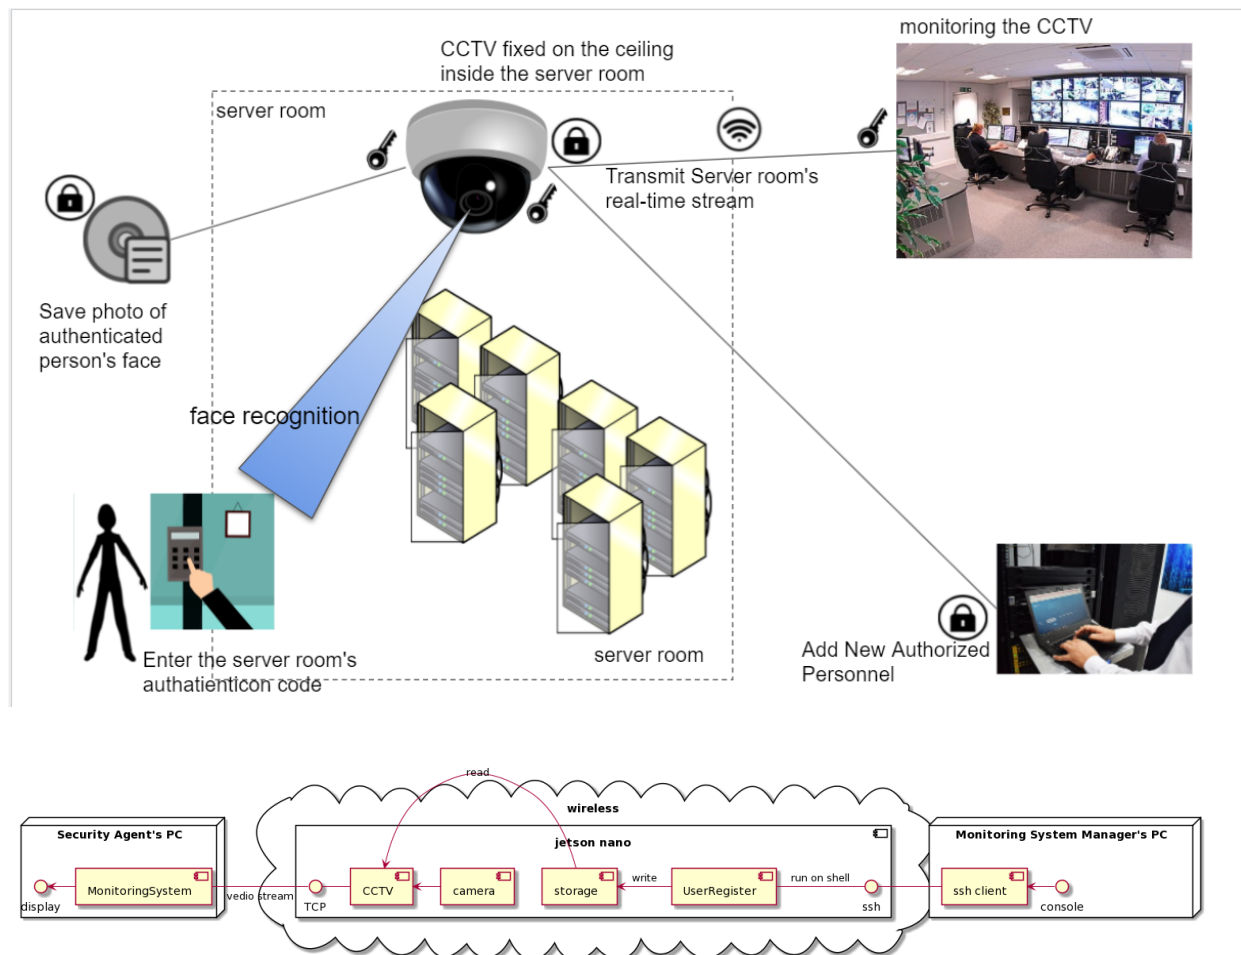 monitoring the CCTV
CCTV fixed on the ceiling
inside the server room
server room
Transmit Server room's
real-time stream
Save photo of
authenticated
person's face
face recognition
Enter the server room's
authatienticon code
server room
Add New Authorized
Personnel
read
wireless
Security Agent's PC
jetson nano
Monitoring System Manager's PC
MonitoringSystem
CCTV
camera
storage
write
UserRegister
run on shell
ssh client
display
vedio stream
TCP
ssh
console